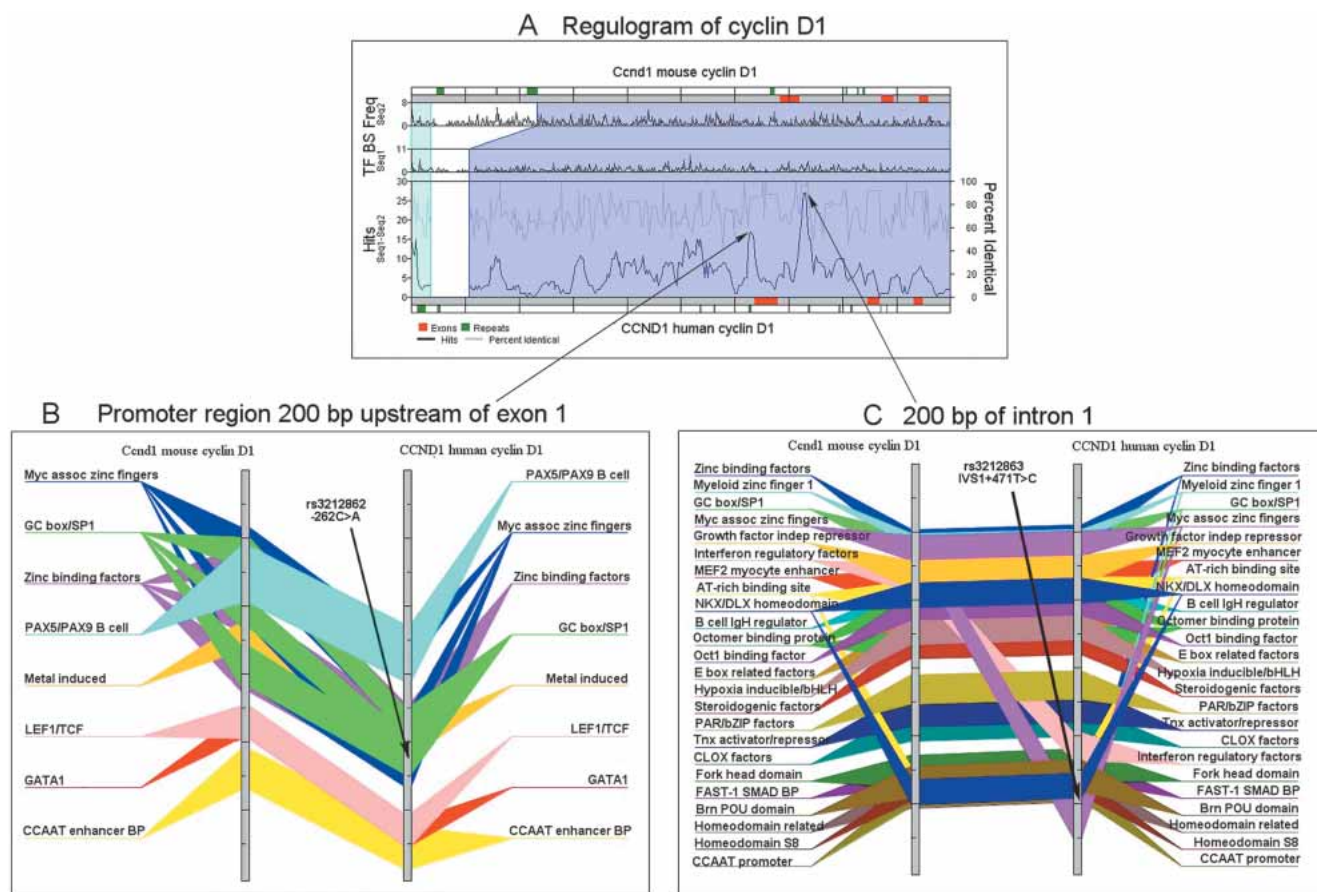 A Regulogram of cyclin D1
Ccnd1 mouse cyclin D1
TF BS Freq
Seq2
8
0
Seq1
11
0
Hits
Seq1-Seq2
30
25
20
15
10
5
0
Percent Identical
100
80
60
40
20
0
CCND1 human cyclin D1
Exons Repeats
Hits Percent Identical
B Promoter region 200 bp upstream of exon 1
Ccnd1 mouse cyclin D1
CCND1 human cyclin D1
Myc assoc zinc fingers
GC box/SP1
Zinc binding factors
PAX5/PAX9 B cell
Metal induced
LEF1/TCF
GATA1
CCAAT enhancer BP
rs3212862
-262C>A
PAX5/PAX9 B cell
Myc assoc zinc fingers
Zinc binding factors
GC box/SP1
Metal induced
LEF1/TCF
GATA1
CCAAT enhancer BP
C 200 bp of intron 1
Ccnd1 mouse cyclin D1
CCND1 human cyclin D1
Zinc binding factors
Myeloid zinc finger 1
GC box/SP1
Myc assoc zinc fingers
Growth factor indep repressor
Interferon regulatory factors
MEF2 myocyte enhancer
AT-rich binding site
NKX/DLX homeodomain
B cell IgH regulator
Octomer binding protein
Oct1 binding factor
E box related factors
Hypoxia inducible/bHLH
Steroidogenic factors
PAR/bZIP factors
Tnx activator/repressor
CLOX factors
Fork head domain
FAST-1 SMAD BP
Brn POU domain
Homeodomain related
Homeodomain S8
CCAAT promoter
rs3212863
IVS1+471T>C
Zinc binding factors
Myeloid zinc finger 1
GC box/SP1
Myc assoc zinc fingers
Growth factor indep repressor
MEF2 myocyte enhancer
AT-rich binding site
NKX/DLX homeodomain
B cell IgH regulator
Octomer binding protein
Oct1 binding factor
E box related factors
Hypoxia inducible/bHLH
Steroidogenic factors
PAR/bZIP factors
Tnx activator/repressor
CLOX factors
Interferon regulatory factors
Fork head domain
FAST-1 SMAD BP
Brn POU domain
Homeodomain related
Homeodomain S8
CCAAT promoter